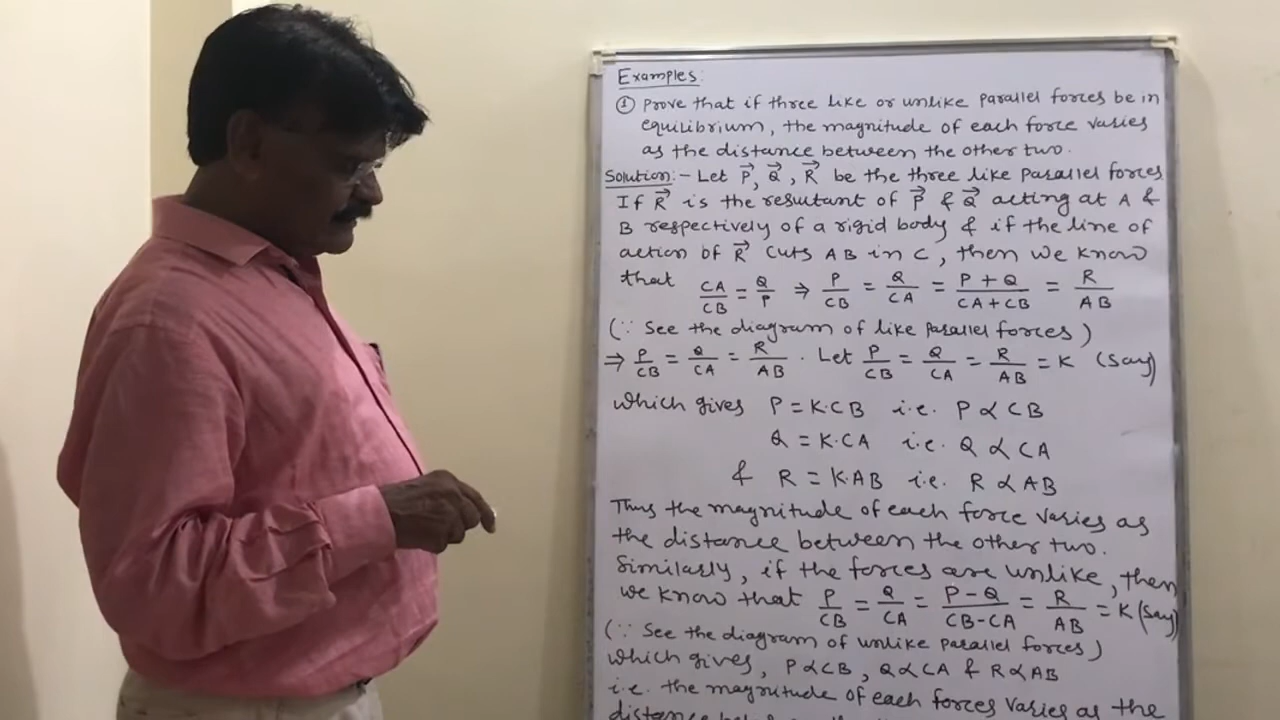 Examples:
① Prove that if three like or unlike parallel forces be in
equilibrium, the magnitude of each force varies
as the distance between the other two.
Solution:- Let P⃗, Q⃗, R⃗ be the three like parallel forces
If R⃗ is the resultant of P⃗ & Q⃗ acting at A &
B respectively of a rigid body & if the line of
action of R⃗ cuts AB in C, then we know
that CA/CB = Q/P ⇒ P/CB = Q/CA = P+Q/CA+CB = R/AB
(∵ See the diagram of like parallel forces)
⇒ P/CB = Q/CA = R/AB . Let P/CB = Q/CA = R/AB = K (say)
which gives P = K·CB i.e. P ∝ CB
Q = K·CA i.e. Q ∝ CA
& R = K·AB i.e. R ∝ AB
Thus the magnitude of each force varies as
the distance between the other two.
Similarly, if the forces are unlike, then
we know that P/CB = Q/CA = P-Q/CB-CA = R/AB = K (say)
(∵ See the diagram of unlike parallel forces)
which gives, P ∝ CB, Q ∝ CA & R ∝ AB
i.e. the magnitude of each forces varies as the
distance